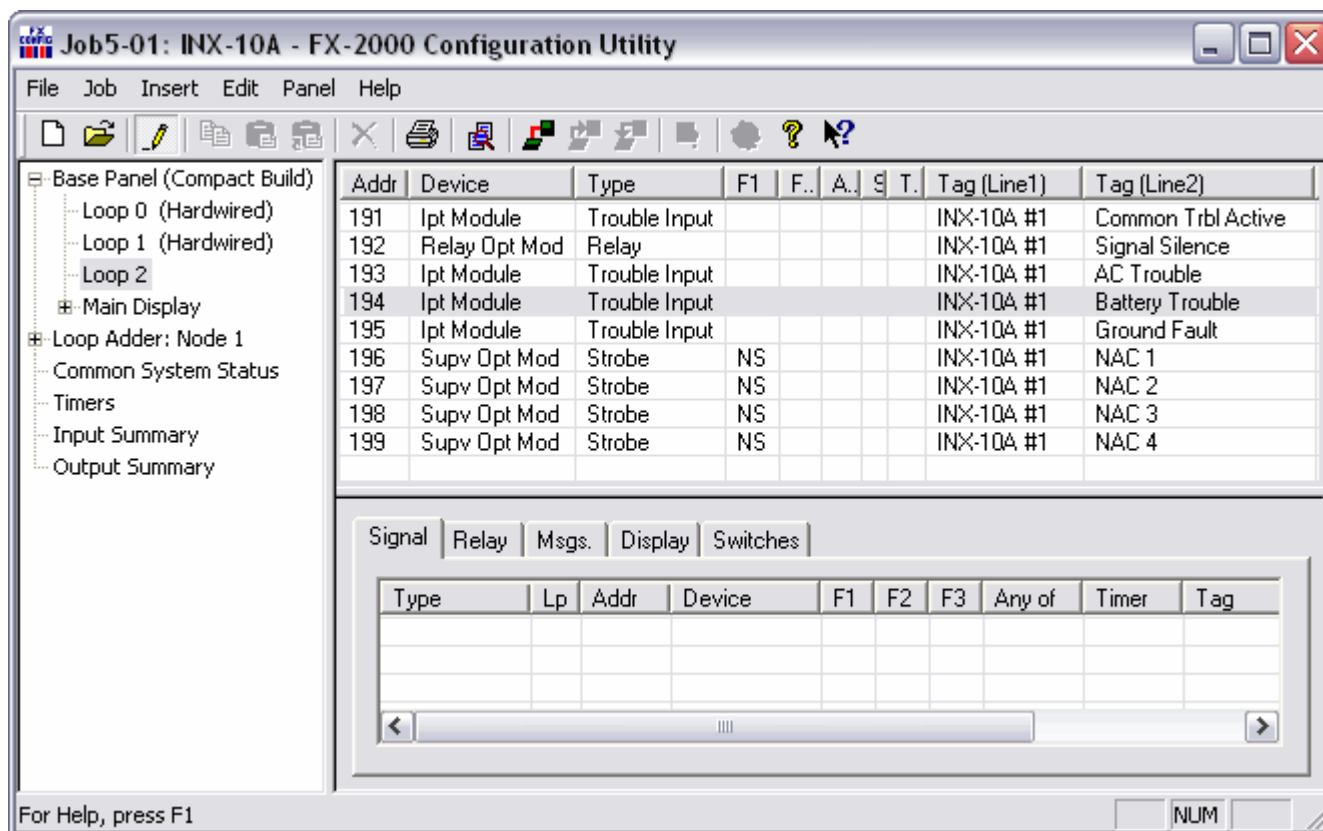 FX CONFIG
Job5-01: INX-10A - FX-2000 Configuration Utility
File Job Insert Edit Panel Help
Base Panel (Compact Build)
Loop 0 (Hardwired)
Loop 1 (Hardwired)
Loop 2
Main Display
Loop Adder: Node 1
Common System Status
Timers
Input Summary
Output Summary
Addr Device Type F1 F.. A.. S T. Tag (Line1) Tag (Line2)
191 Ipt Module Trouble Input INX-10A #1 Common Trbl Active
192 Relay Opt Mod Relay INX-10A #1 Signal Silence
193 Ipt Module Trouble Input INX-10A #1 AC Trouble
194 Ipt Module Trouble Input INX-10A #1 Battery Trouble
195 Ipt Module Trouble Input INX-10A #1 Ground Fault
196 Supv Opt Mod Strobe NS INX-10A #1 NAC 1
197 Supv Opt Mod Strobe NS INX-10A #1 NAC 2
198 Supv Opt Mod Strobe NS INX-10A #1 NAC 3
199 Supv Opt Mod Strobe NS INX-10A #1 NAC 4
Signal Relay Msgs. Display Switches
Type Lp Addr Device F1 F2 F3 Any of Timer Tag
For Help, press F1
NUM